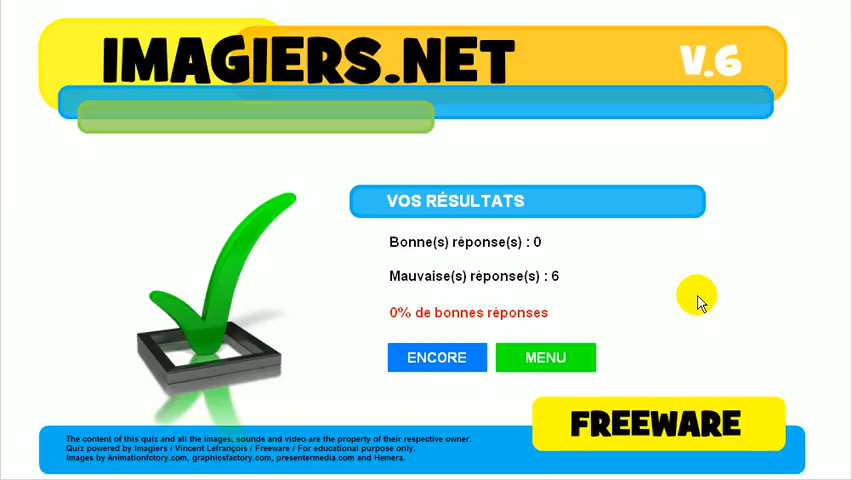 IMAGIERS.NET
V.6
VOS RÉSULTATS
Bonne(s) réponse(s) : 0
Mauvaise(s) réponse(s) : 6
0% de bonnes réponses
ENCORE
MENU
FREEWARE
The content of this quiz and all the images, sounds and video are the property of their respective owner.
Quiz powered by Imagiers / Vincent Lefrançois / Freeware / For educational purpose only.
Images by Animationfctory.com, graphicsfactory.com, presentermedia.com and Hemera.